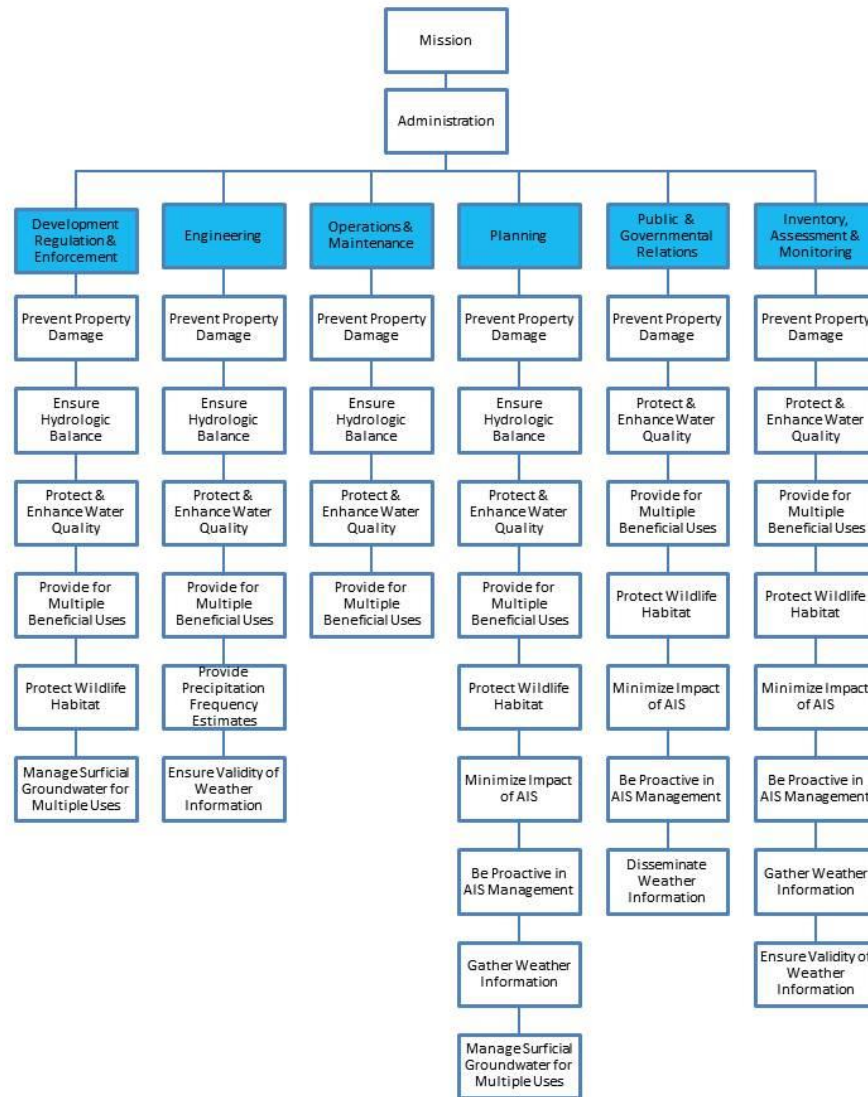 Mission
Administration
Development
Regulation &
Enforcement
Prevent Property
Damage
Ensure
Hydrologic
Balance
Protect &
Enhance Water
Quality
Provide for
Multiple
Beneficial Uses
Protect Wildlife
Habitat
Manage Surficial
Groundwater for
Multiple Uses
Engineering
Prevent Property
Damage
Ensure
Hydrologic
Balance
Protect &
Enhance Water
Quality
Provide for
Multiple
Beneficial Uses
Provide
Precipitation
Frequency
Estimates
Ensure Validity of
Weather
Information
Operations &
Maintenance
Prevent Property
Damage
Ensure
Hydrologic
Balance
Protect &
Enhance Water
Quality
Provide for
Multiple
Beneficial Uses
Planning
Prevent Property
Damage
Ensure
Hydrologic
Balance
Protect &
Enhance Water
Quality
Provide for
Multiple
Beneficial Uses
Protect Wildlife
Habitat
Minimize Impact
of AIS
Be Proactive in
AIS Management
Gather Weather
Information
Manage Surficial
Groundwater for
Multiple Uses
Public &
Governmental
Relations
Prevent Property
Damage
Protect &
Enhance Water
Quality
Provide for
Multiple
Beneficial Uses
Protect Wildlife
Habitat
Minimize Impact
of AIS
Be Proactive in
AIS Management
Disseminate
Weather
Information
Inventory,
Assessment &
Monitoring
Prevent Property
Damage
Protect &
Enhance Water
Quality
Provide for
Multiple
Beneficial Uses
Protect Wildlife
Habitat
Minimize Impact
of AIS
Be Proactive in
AIS Management
Gather Weather
Information
Ensure Validity of
Weather
Information